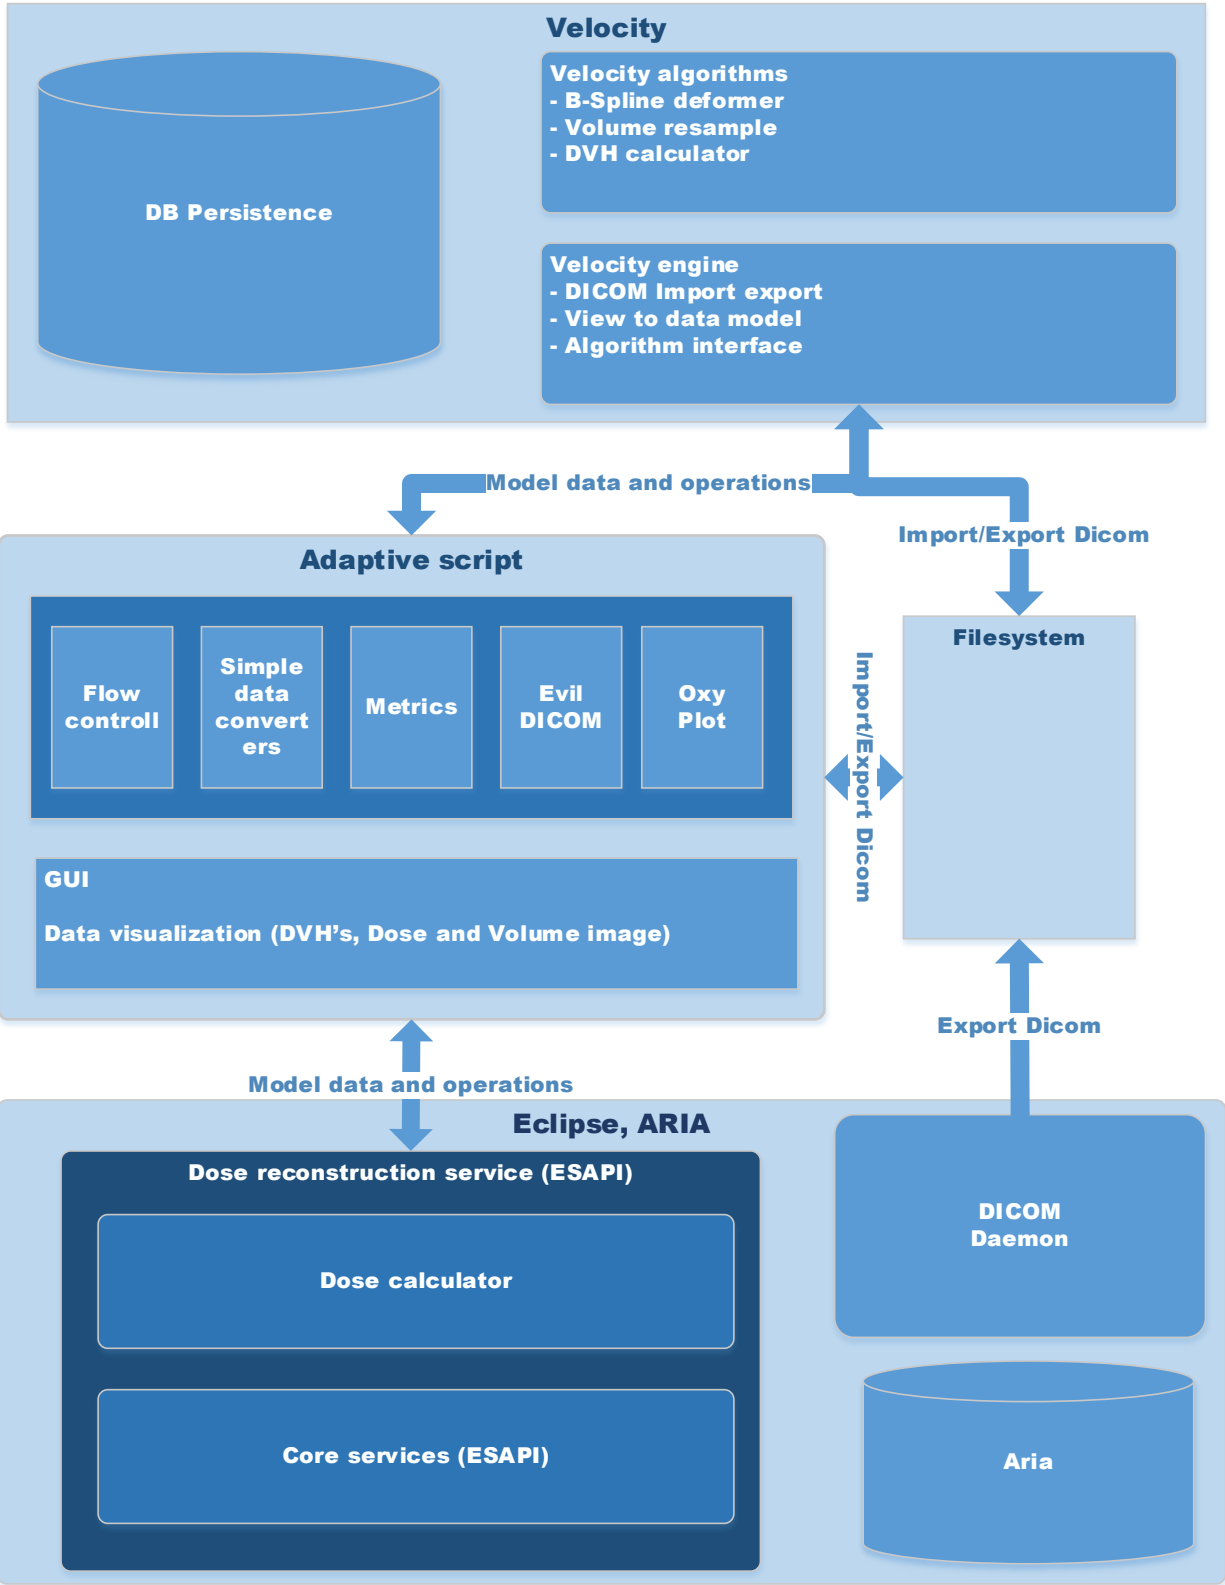 Velocity
DB Persistence
Velocity algorithms
- B-Spline deformer
- Volume resample
- DVH calculator
Velocity engine
- DICOM Import export
- View to data model
- Algorithm interface
Model data and operations
Import/Export Dicom
Adaptive script
Flow
controll
Simple
data
convert
ers
Metrics
Evil
DICOM
Oxy
Plot
GUI
Data visualization (DVH's, Dose and Volume image)
Import/Export Dicom
Filesystem
Export Dicom
Model data and operations
Eclipse, ARIA
Dose reconstruction service (ESAPI)
Dose calculator
Core services (ESAPI)
DICOM
Daemon
Aria